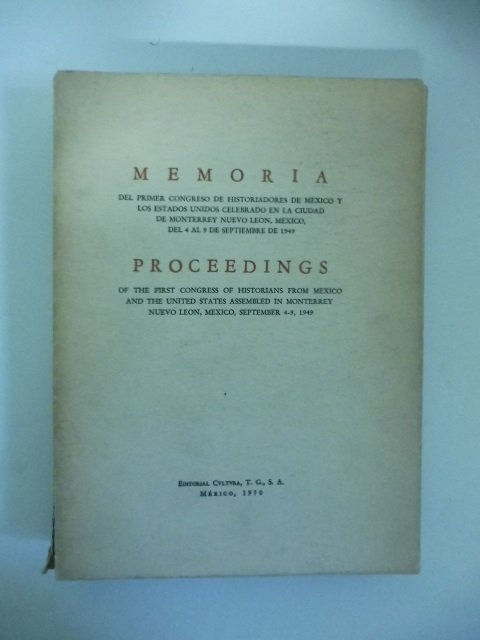 MEMORIA
DEL PRIMER CONGRESO DE HISTORIADORES DE MEXICO Y
LOS ESTADOS UNIDOS CELEBRADO EN LA CIUDAD
DE MONTERREY NUEVO LEON, MEXICO,
DEL 4 AL 9 DE SEPTIEMBRE DE 1949
PROCEEDINGS
OF THE FIRST CONGRESS OF HISTORIANS FROM MEXICO
AND THE UNITED STATES ASSEMBLED IN MONTERREY
NUEVO LEON, MEXICO, SEPTEMBER 4-9, 1949
EDITORIAL CVLTVRA, T. G., S. A.
MÉXICO, 1950